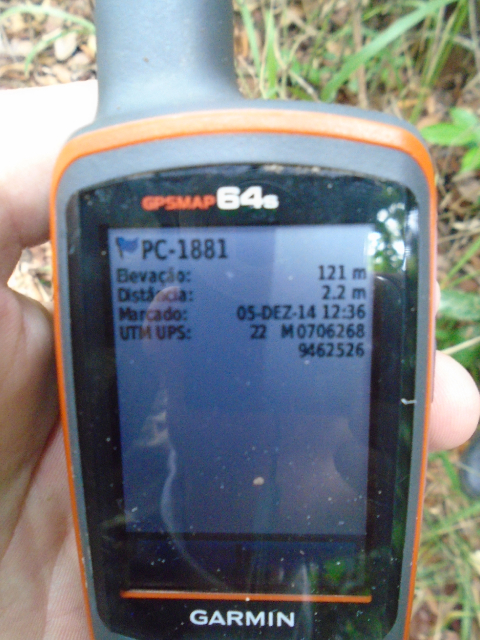 GPSMAP 64s
PC-1881
Elevação: 121 m
Distância: 2.2 m
Marcado: 05-DEZ-14 12:36
UTM UPS: 22 M 0706268
9462526
GARMIN